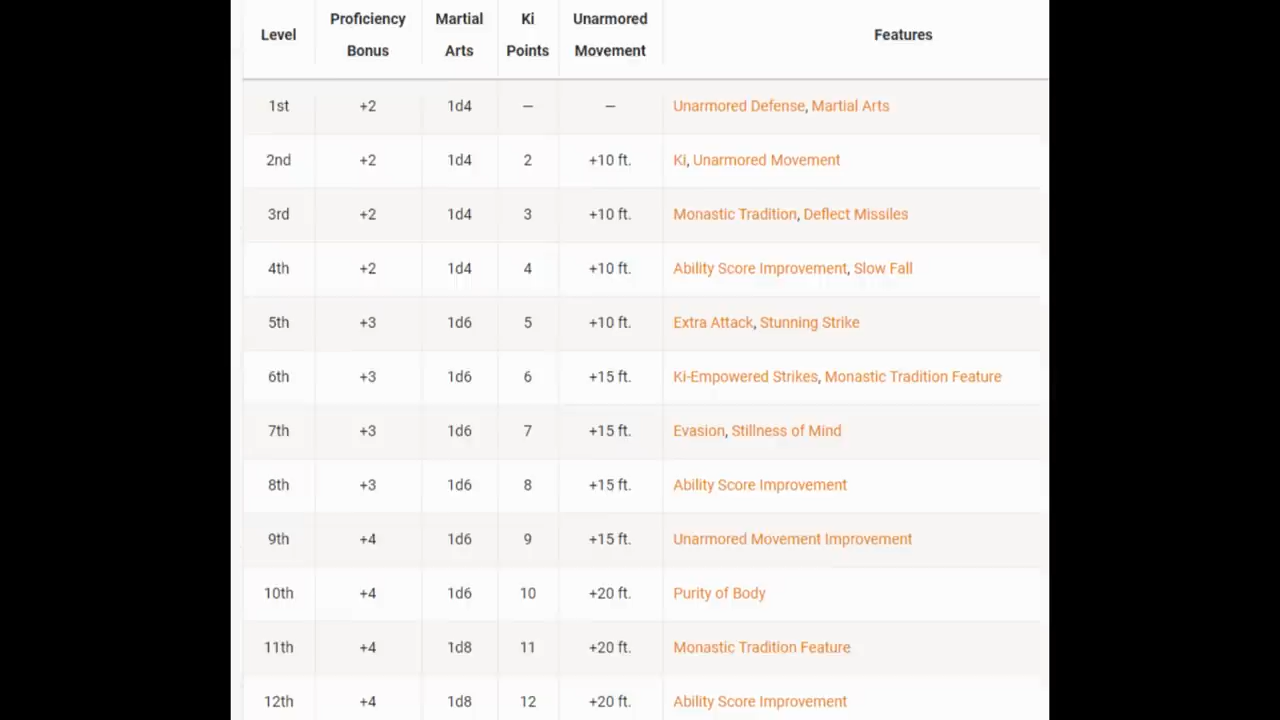 Level Proficiency Bonus Martial Arts Ki Points Unarmored Movement Features
1st +2 1d4 — — Unarmored Defense, Martial Arts
2nd +2 1d4 2 +10 ft. Ki, Unarmored Movement
3rd +2 1d4 3 +10 ft. Monastic Tradition, Deflect Missiles
4th +2 1d4 4 +10 ft. Ability Score Improvement, Slow Fall
5th +3 1d6 5 +10 ft. Extra Attack, Stunning Strike
6th +3 1d6 6 +15 ft. Ki-Empowered Strikes, Monastic Tradition Feature
7th +3 1d6 7 +15 ft. Evasion, Stillness of Mind
8th +3 1d6 8 +15 ft. Ability Score Improvement
9th +4 1d6 9 +15 ft. Unarmored Movement Improvement
10th +4 1d6 10 +20 ft. Purity of Body
11th +4 1d8 11 +20 ft. Monastic Tradition Feature
12th +4 1d8 12 +20 ft. Ability Score Improvement